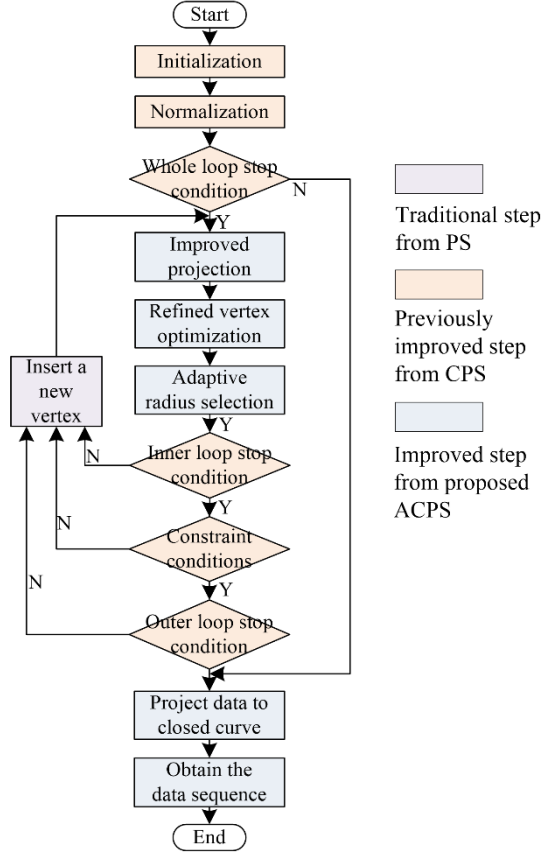 Start
Initialization
Normalization
Whole loop stop
condition
N
Y
Improved
projection
Refined vertex
optimization
Adaptive
radius selection
Y
Insert a
new
vertex
Inner loop stop
condition
N
Y
Constraint
conditions
N
Y
Outer loop stop
condition
N
Project data to
closed curve
Obtain the
data sequence
End
Traditional step
from PS
Previously
improved step
from CPS
Improved step
from proposed
ACPS